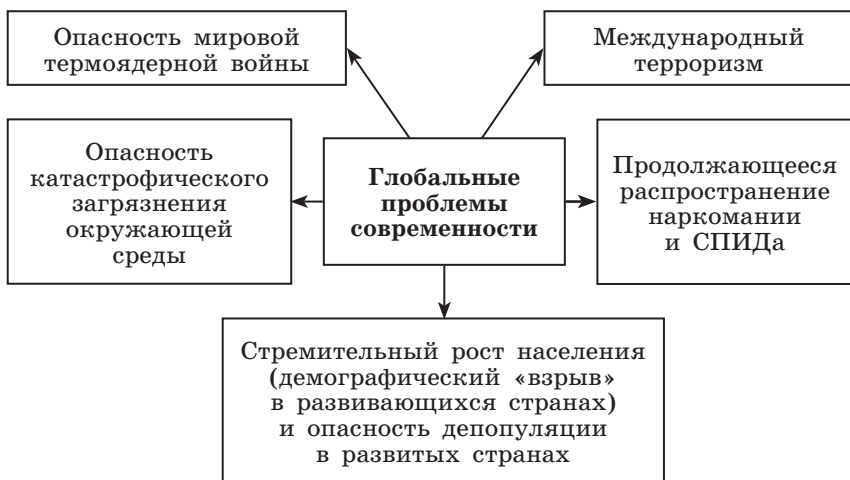 Опасность мировой
термоядерной войны
Международный
терроризм
Опасность
катастрофического
загрязнения
окружающей
среды
Глобальные
проблемы
современности
Продолжающееся
распространение
наркомании
и СПИДа
Стремительный рост населения
(демографический «взрыв»
в развивающихся странах)
и опасность депопуляции
в развитых странах